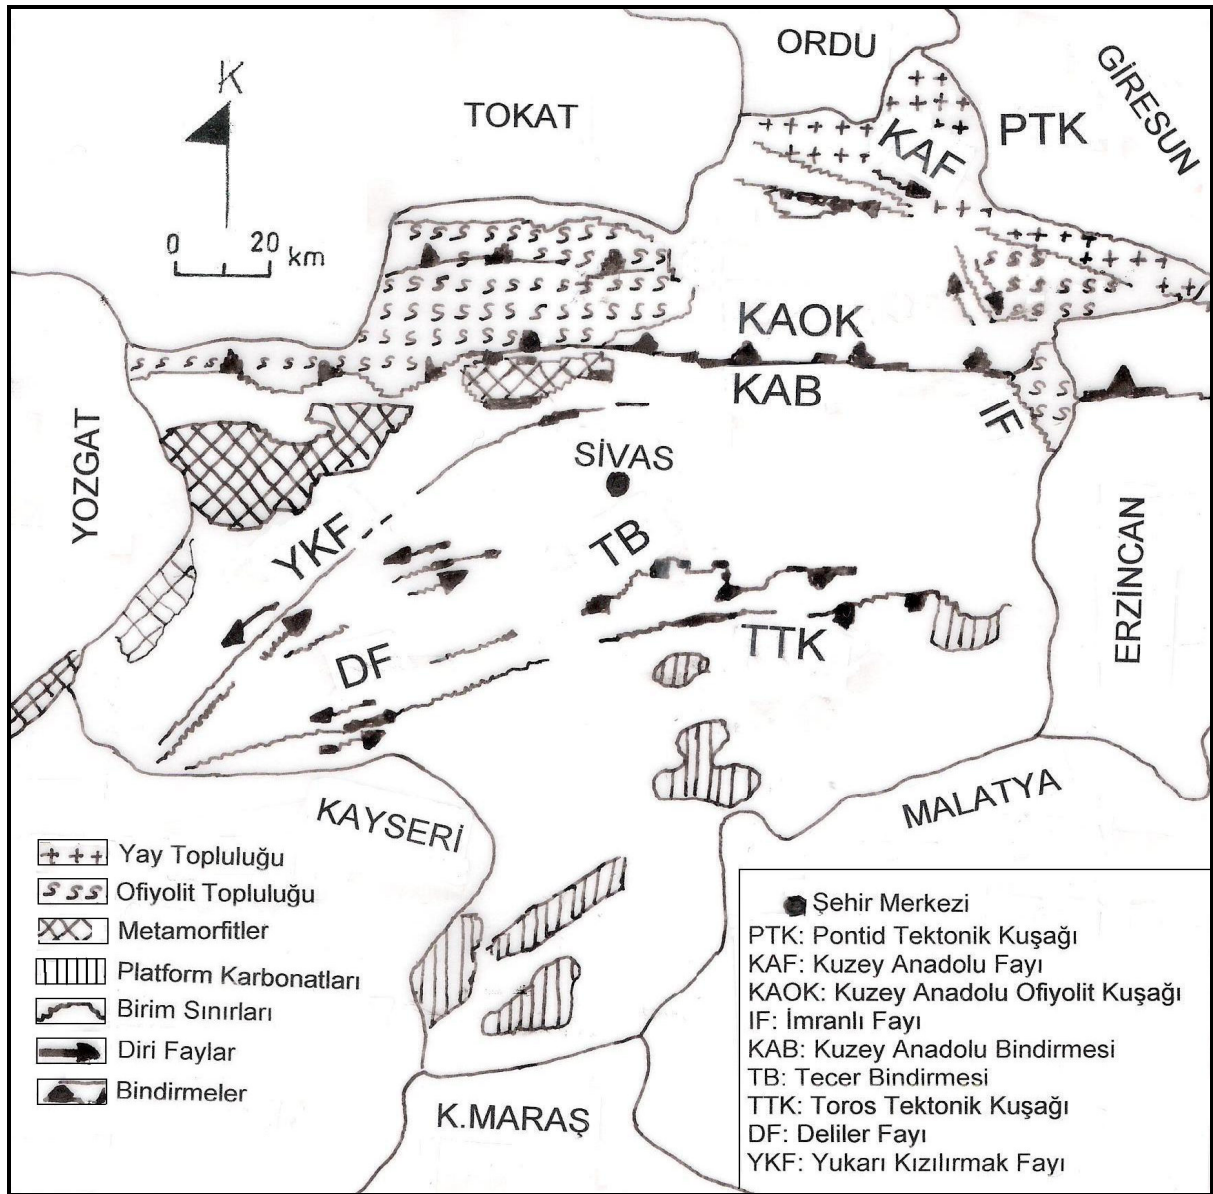 ORDU
GİRESUN
K
TOKAT
KAF
PTK
0 20 km
KAOK
KAB
IF
YOZGAT
SİVAS
YKF
TB
ERZİNCAN
DF
TTK
KAYSERİ
MALATYA
K.MARAŞ
Yay Topluluğu
Ofiyolit Topluluğu
Metamorfitler
Platform Karbonatları
Birim Sınırları
Diri Faylar
Bindirmeler
Şehir Merkezi
PTK: Pontid Tektonik Kuşağı
KAF: Kuzey Anadolu Fayı
KAOK: Kuzey Anadolu Ofiyolit Kuşağı
IF: İmranlı Fayı
KAB: Kuzey Anadolu Bindirmesi
TB: Tecer Bindirmesi
TTK: Toros Tektonik Kuşağı
DF: Deliler Fayı
YKF: Yukarı Kızılırmak Fayı